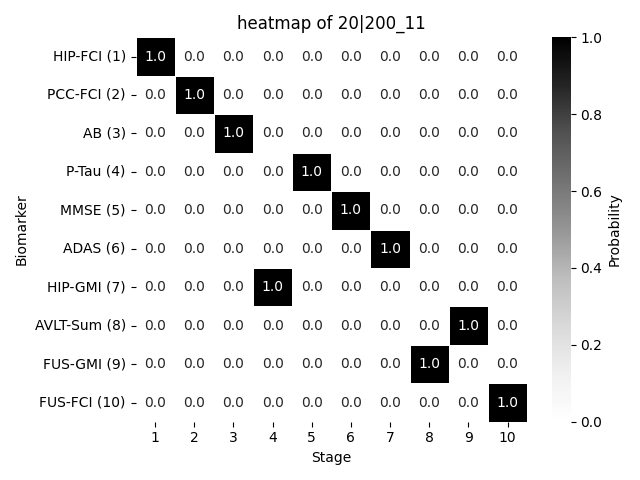 heatmap of 20|200_11
HIP-FCI (1) 1.0 0.0 0.0 0.0 0.0 0.0 0.0 0.0 0.0 0.0
PCC-FCI (2) 0.0 1.0 0.0 0.0 0.0 0.0 0.0 0.0 0.0 0.0
AB (3) 0.0 0.0 1.0 0.0 0.0 0.0 0.0 0.0 0.0 0.0
P-Tau (4) 0.0 0.0 0.0 0.0 1.0 0.0 0.0 0.0 0.0 0.0
MMSE (5) 0.0 0.0 0.0 0.0 0.0 1.0 0.0 0.0 0.0 0.0
ADAS (6) 0.0 0.0 0.0 0.0 0.0 0.0 1.0 0.0 0.0 0.0
HIP-GMI (7) 0.0 0.0 0.0 1.0 0.0 0.0 0.0 0.0 0.0 0.0
AVLT-Sum (8) 0.0 0.0 0.0 0.0 0.0 0.0 0.0 0.0 1.0 0.0
FUS-GMI (9) 0.0 0.0 0.0 0.0 0.0 0.0 0.0 1.0 0.0 0.0
FUS-FCI (10) 0.0 0.0 0.0 0.0 0.0 0.0 0.0 0.0 0.0 1.0
1 2 3 4 5 6 7 8 9 10
Stage
Biomarker
1.0
0.8
0.6
0.4
0.2
0.0
Probability